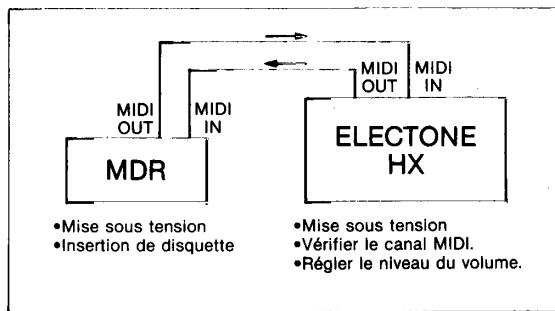 MIDI MIDI
OUT IN
MIDI MIDI
OUT IN
MDR
ELECTONE
HX
•Mise sous tension
•Insertion de disquette
•Mise sous tension
•Vérifier le canal MIDI.
•Régler le niveau du volume.